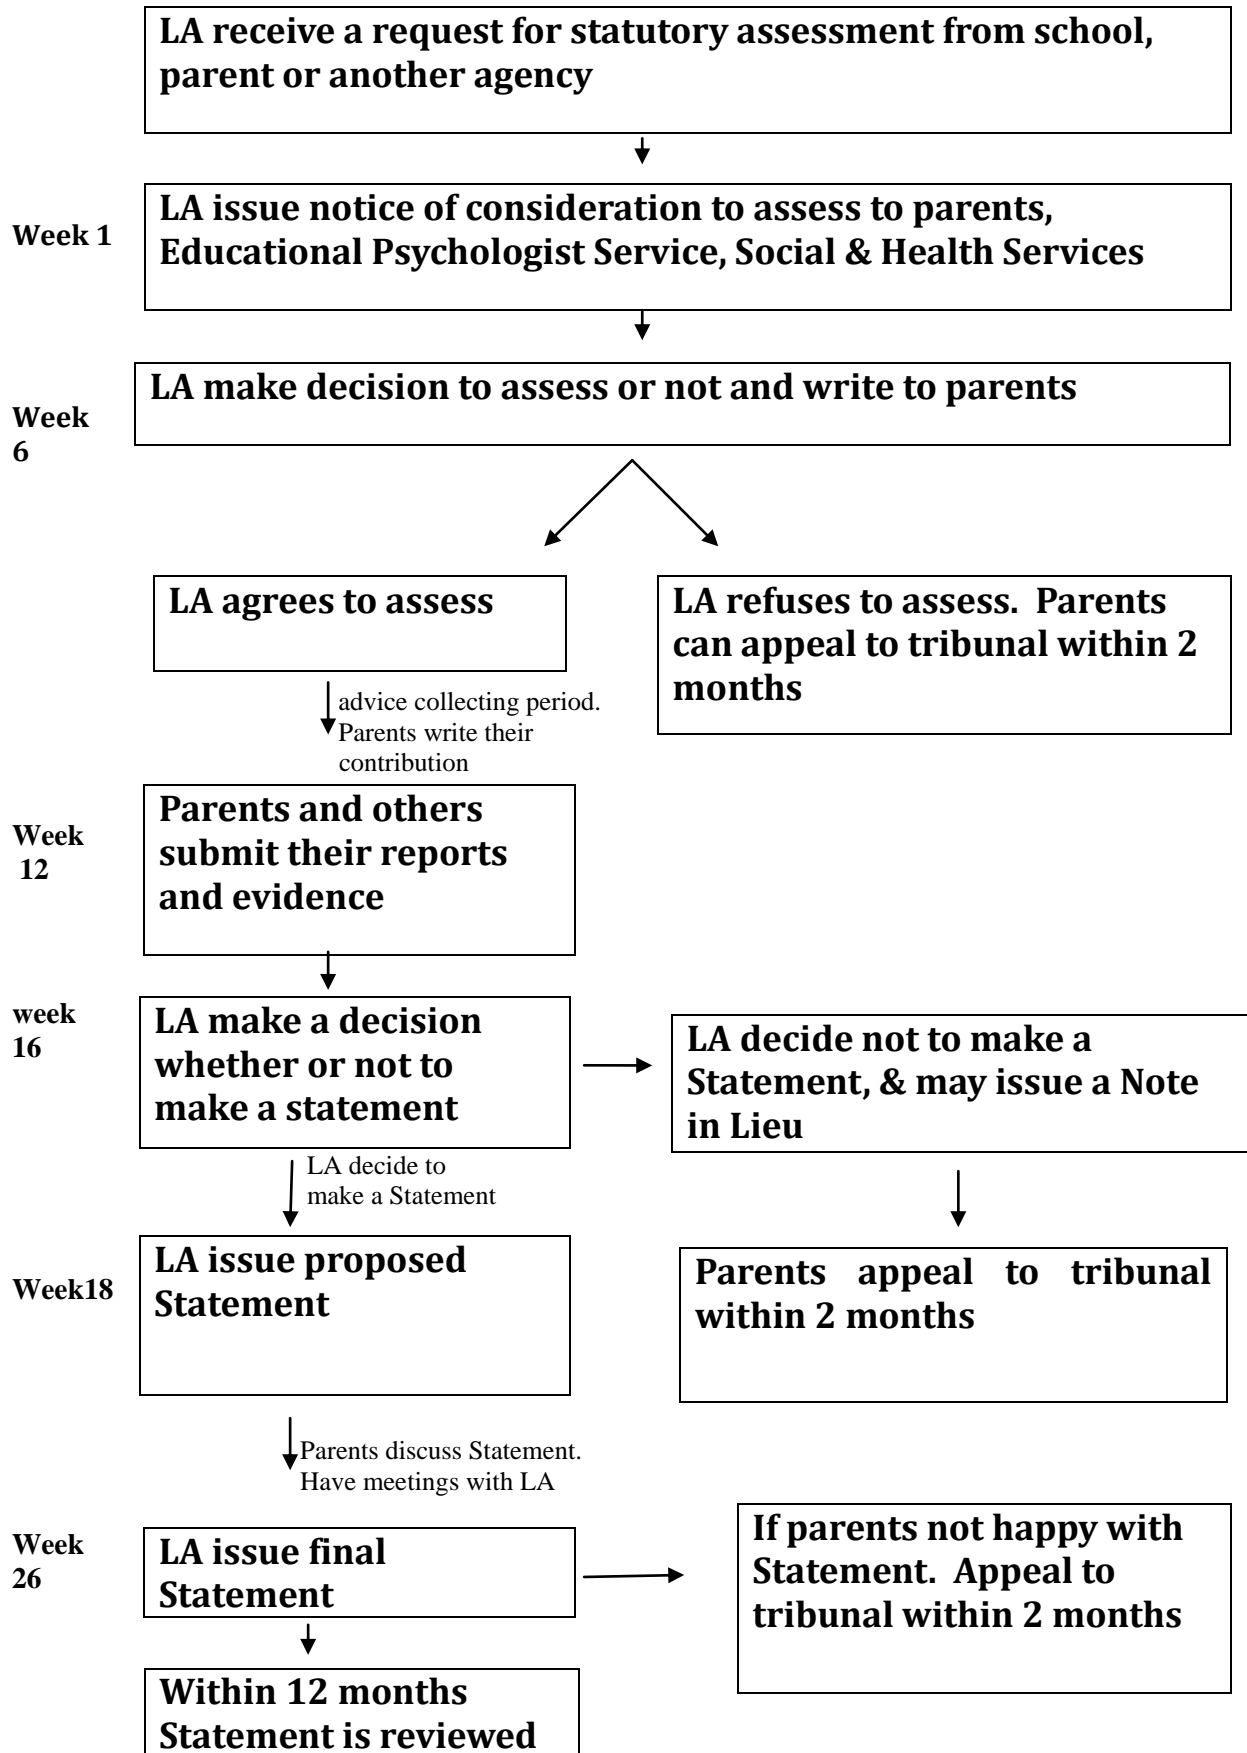 LA receive a request for statutory assessment from school,
parent or another agency
Week 1
LA issue notice of consideration to assess to parents,
Educational Psychologist Service, Social & Health Services
LA make decision to assess or not and write to parents
Week
6
LA agrees to assess
LA refuses to assess.  Parents
can appeal to tribunal within 2
months
advice collecting period.
Parents write their
contribution
Week
12
Parents and others
submit their reports
and evidence
week
16
LA make a decision
whether or not to
make a statement
LA decide not to make a
Statement, & may issue a Note
in Lieu
LA decide to
make a Statement
Week18
LA issue proposed
Statement
Parents appeal to tribunal
within 2 months
Parents discuss Statement.
Have meetings with LA
Week
26
LA issue final
Statement
If parents not happy with
Statement.  Appeal to
tribunal within 2 months
Within 12 months
Statement is reviewed